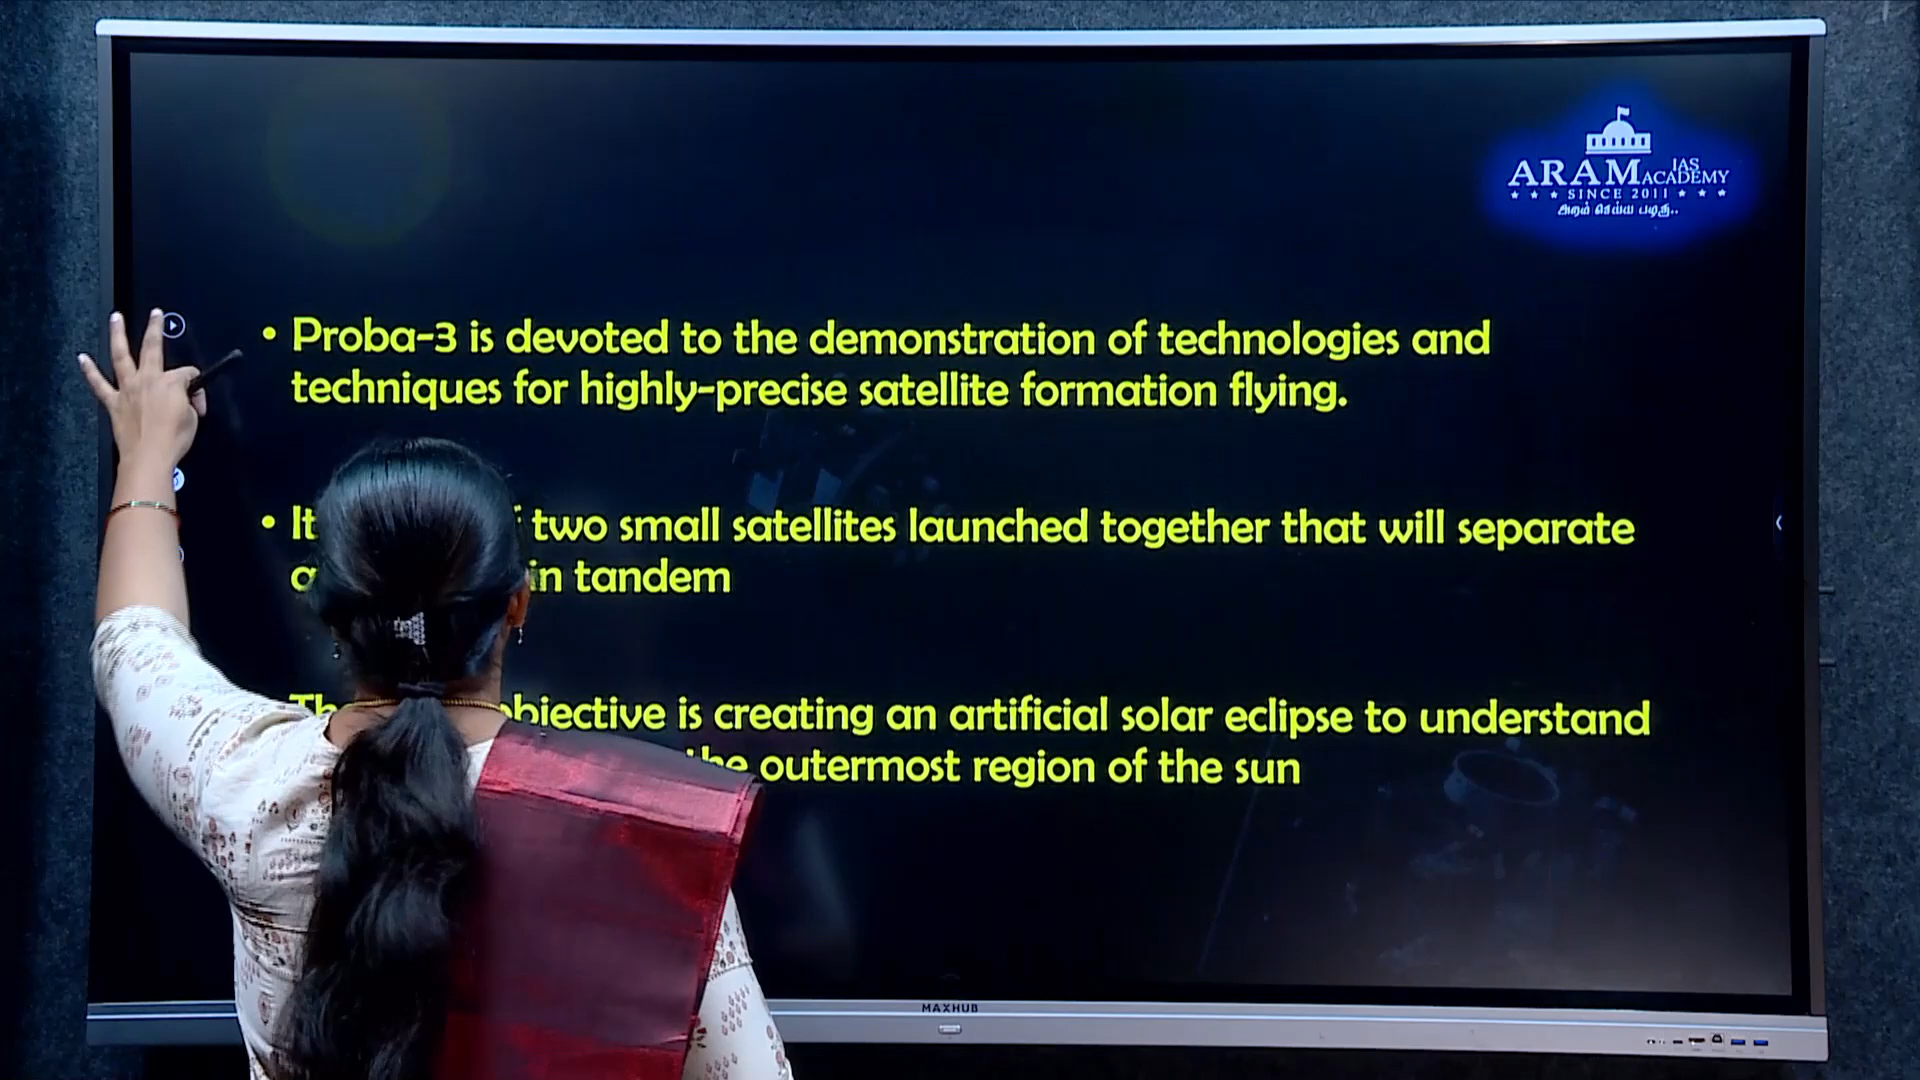 ARAM IAS ACADEMY
★ ★ ★ SINCE 2011 ★ ★ ★
அறம் செய்ய படித்து..
• Proba-3 is devoted to the demonstration of technologies and
techniques for highly-precise satellite formation flying.
• It two small satellites launched together that will separate
in tandem
objective is creating an artificial solar eclipse to understand
the outermost region of the sun
MAXHUB